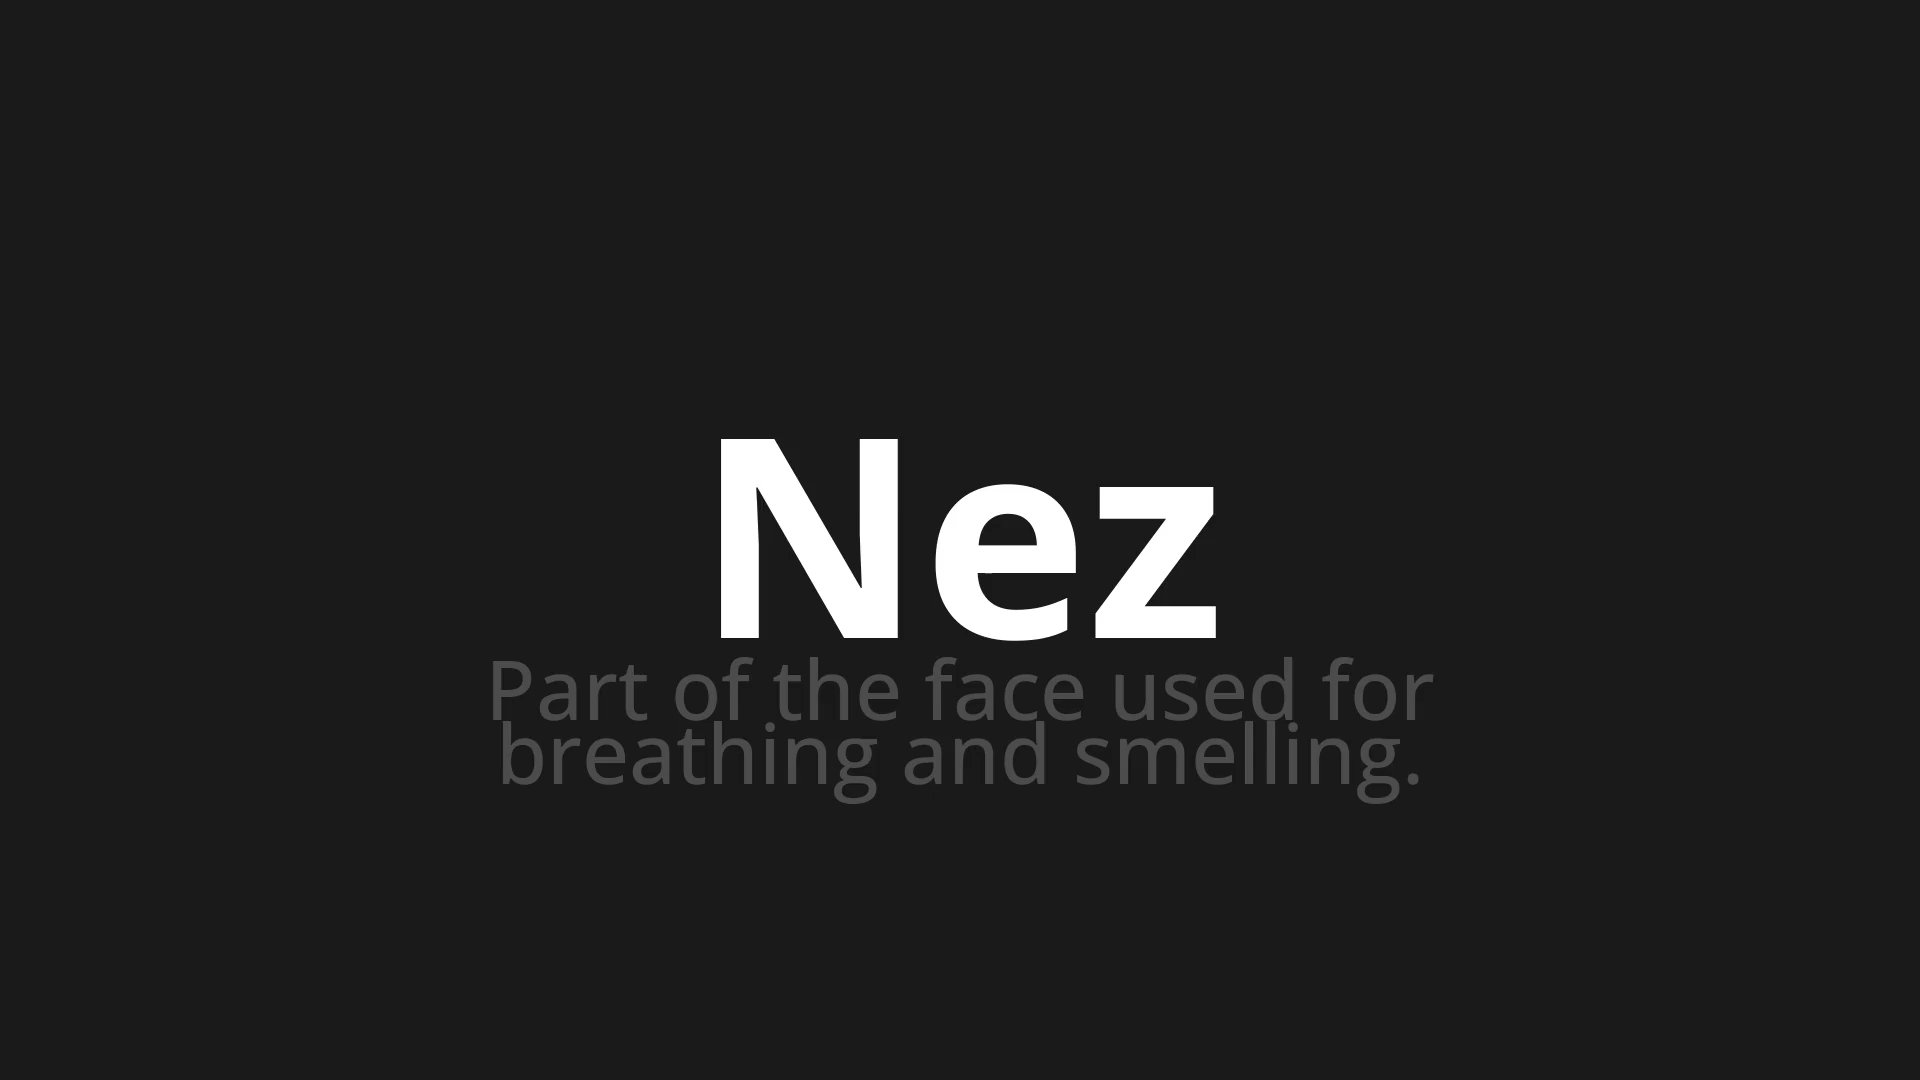 Nez
Part of the face used for
breathing and smelling.